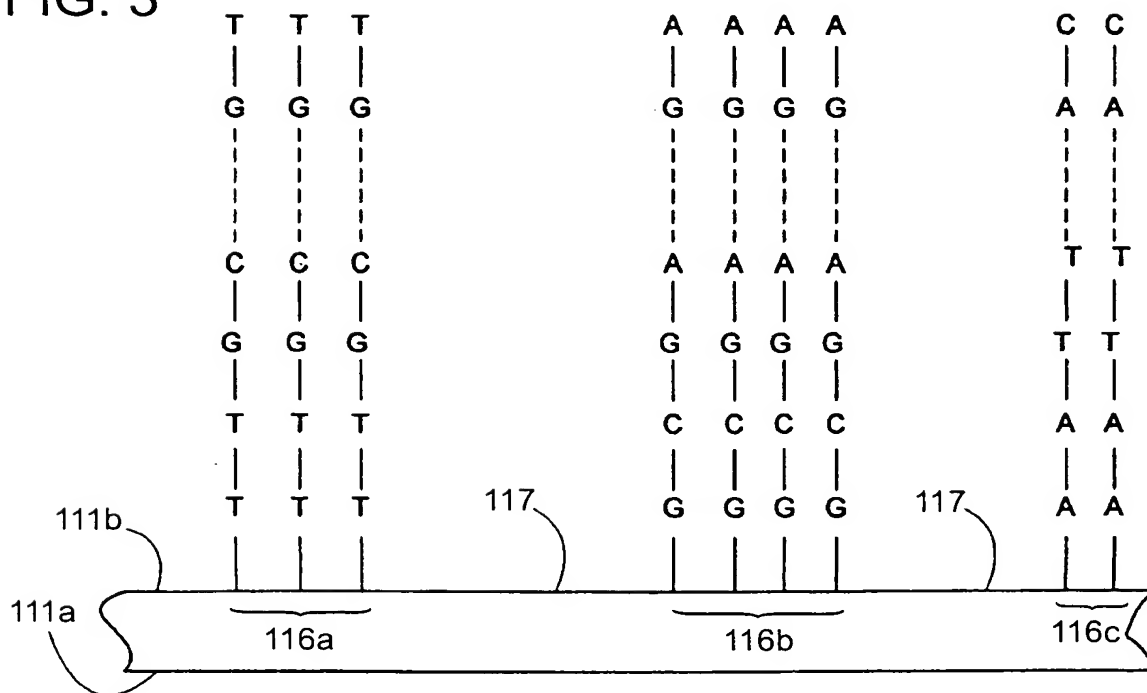 FIG. 3
T T T A A A A C C
G G G G G G G A A
C C C A A A A T T
G G G G G G G T T
T T T C C C C A A
T T T G G G G A A
111b 117 117
111a 116a 116b 116c